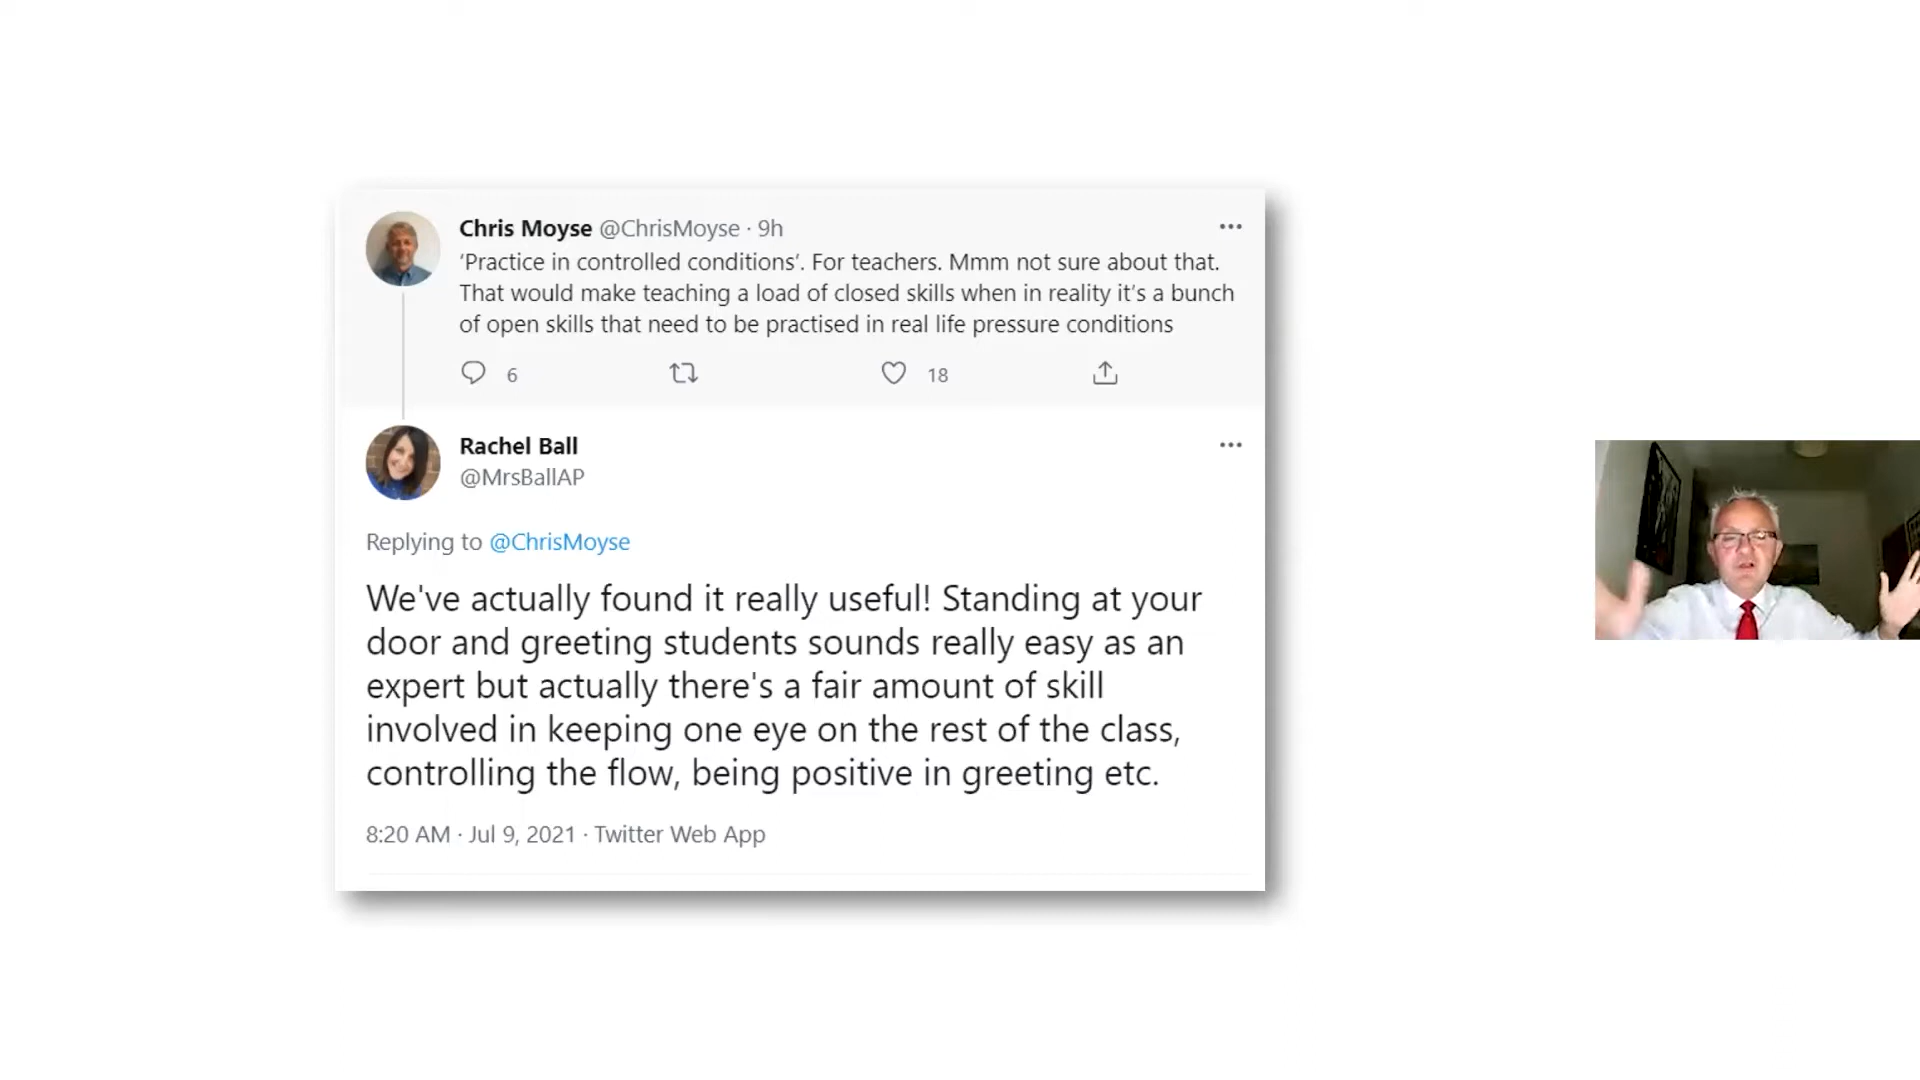 Chris Moyse @ChrisMoyse · 9h
‘Practice in controlled conditions’. For teachers. Mmm not sure about that.
That would make teaching a load of closed skills when in reality it’s a bunch
of open skills that need to be practised in real life pressure conditions
6 18
Rachel Ball
@MrsBallAP
Replying to @ChrisMoyse
We've actually found it really useful! Standing at your
door and greeting students sounds really easy as an
expert but actually there's a fair amount of skill
involved in keeping one eye on the rest of the class,
controlling the flow, being positive in greeting etc.
8:20 AM · Jul 9, 2021 · Twitter Web App